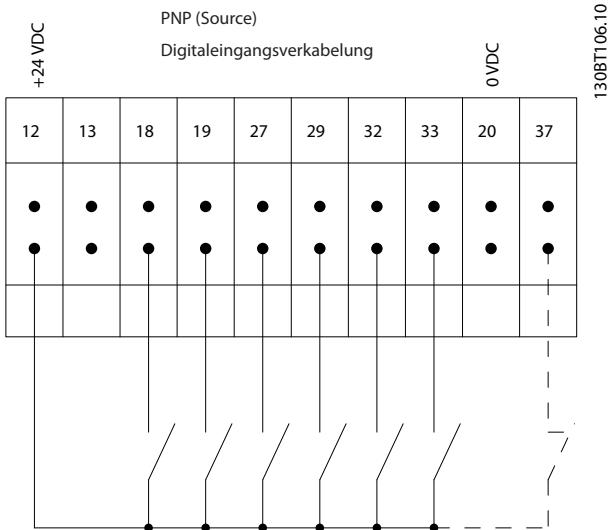 PNP (Source)
Digitaleingangsverkabelung
+24 VDC
0 VDC
130BT106.10
12 13 18 19 27 29 32 33 20 37